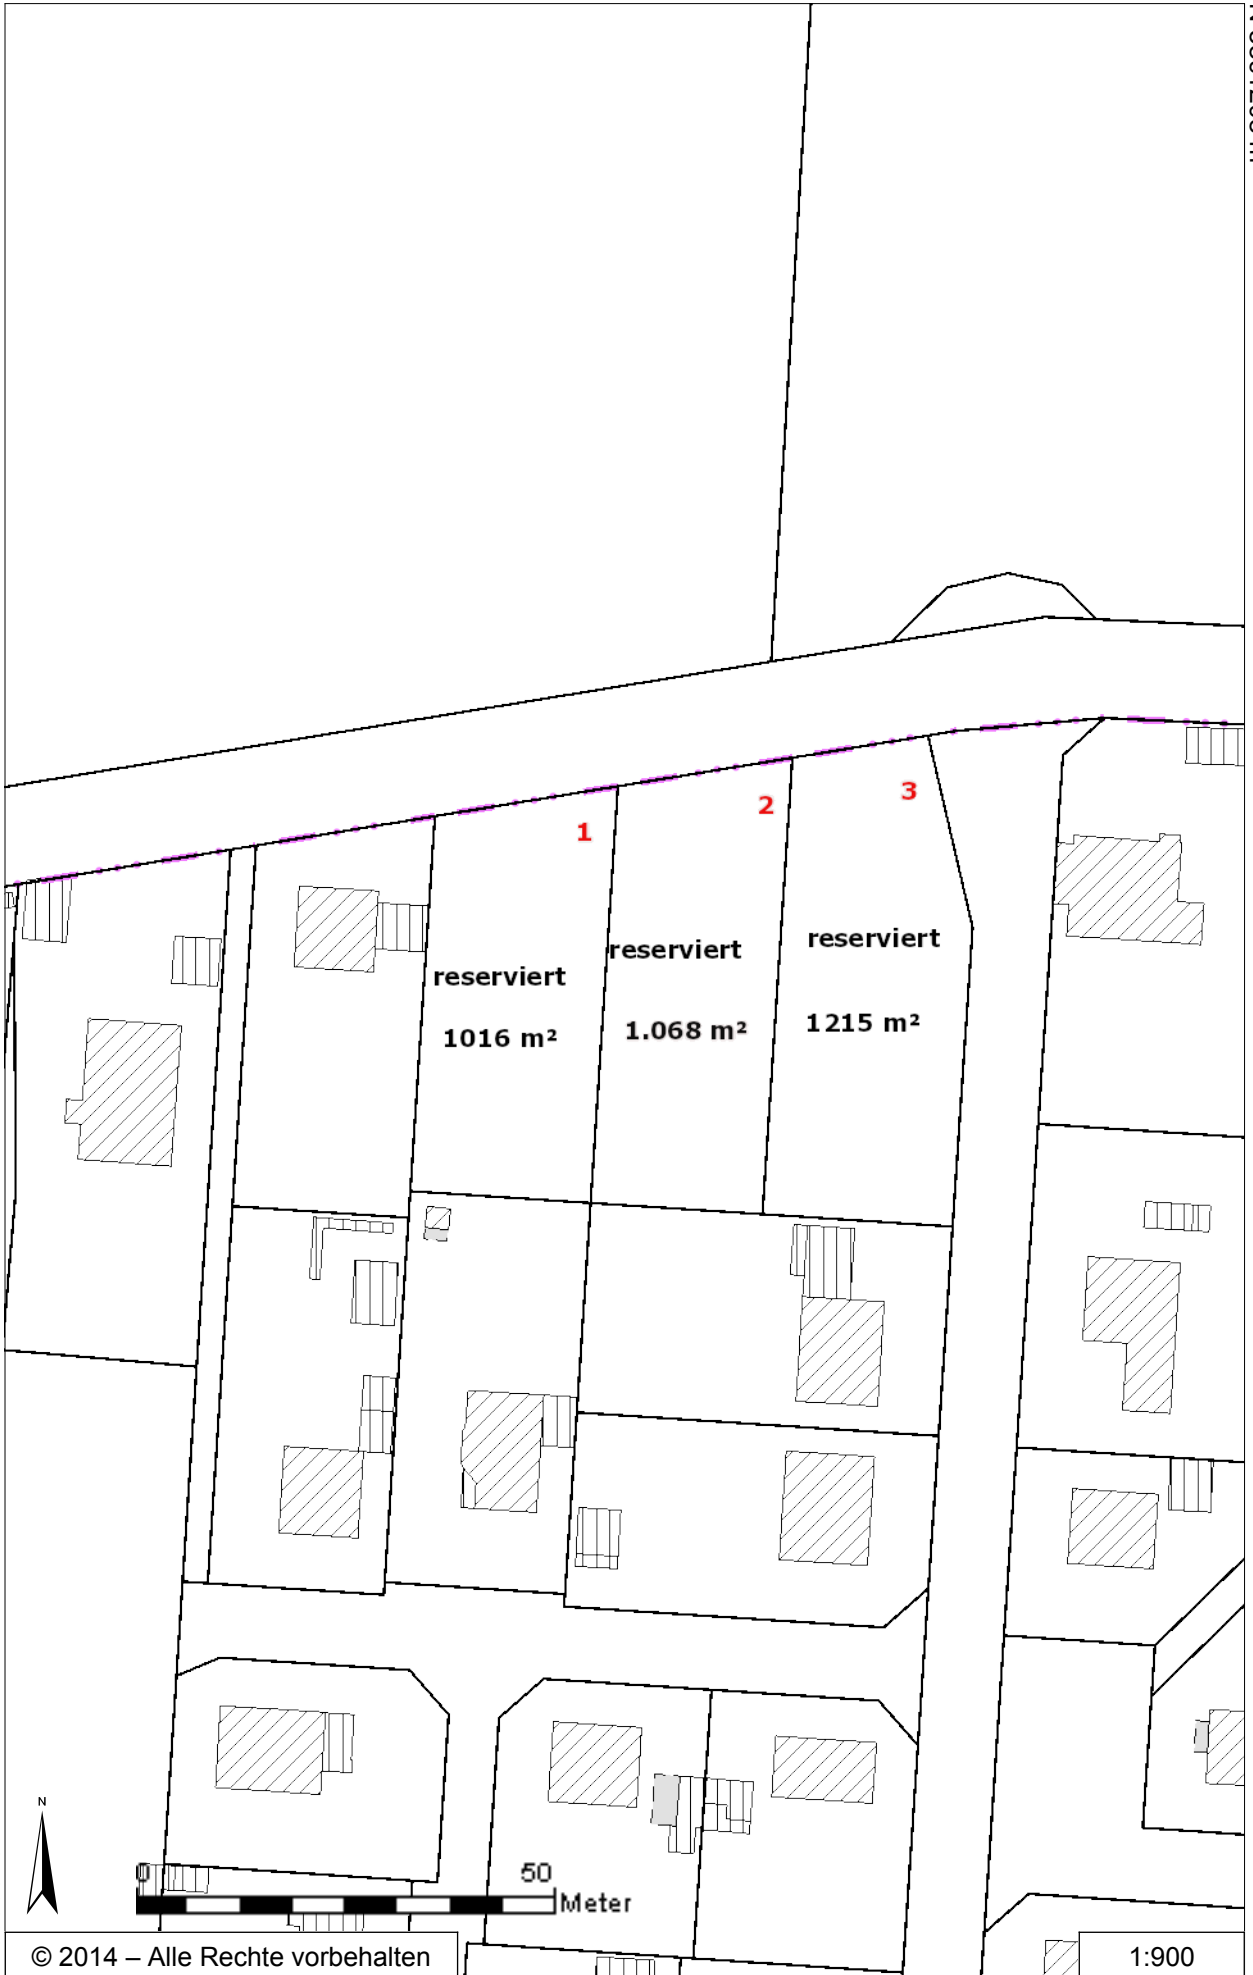 1
2
3
reserviert
reserviert
reserviert
1016 m²
1.068 m²
1215 m²
N
0
50
Meter
© 2014 – Alle Rechte vorbehalten
1:900